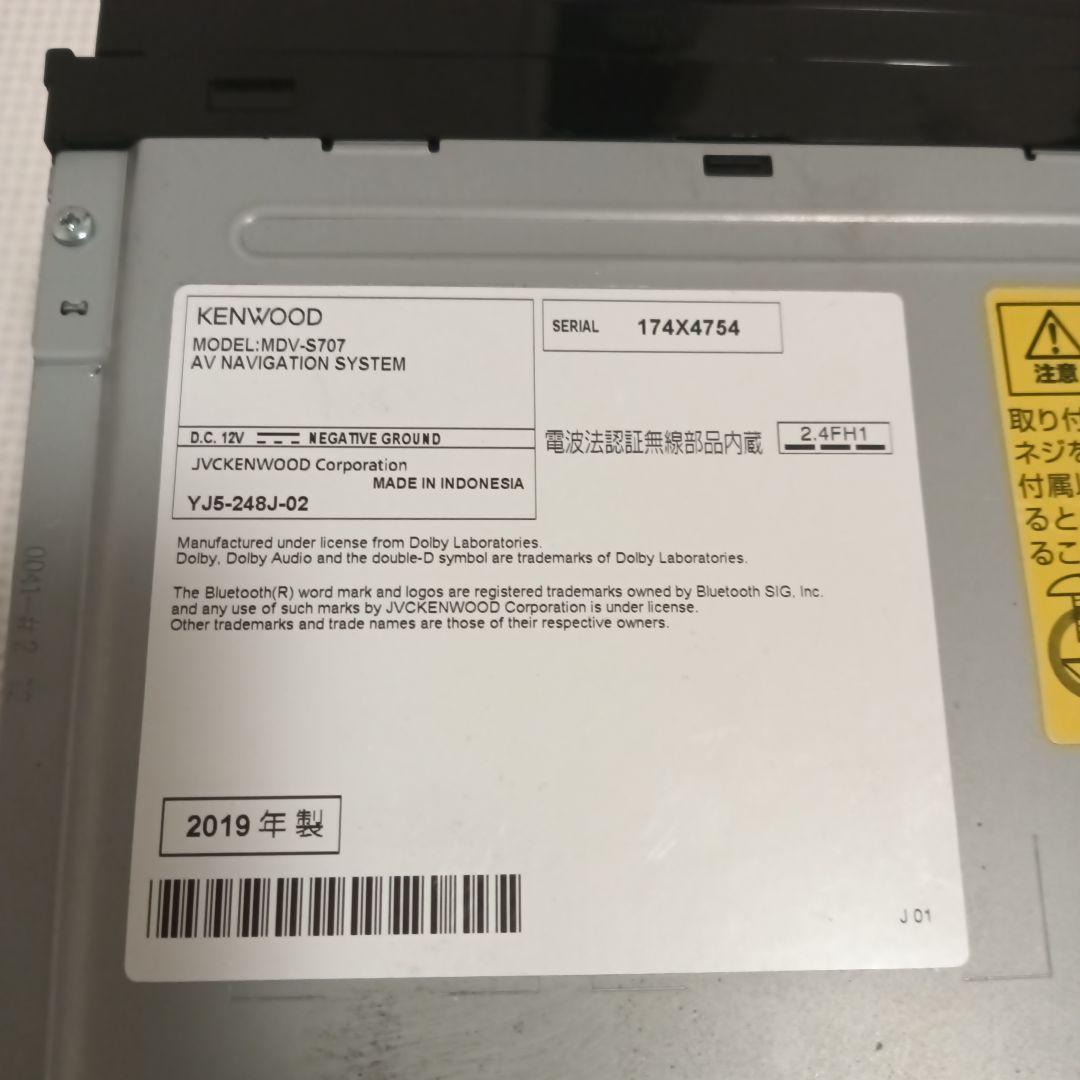 KENWOOD
MODEL:MDV-S707
AV NAVIGATION SYSTEM
D.C. 12V NEGATIVE GROUND
JVCKENWOOD Corporation
MADE IN INDONESIA
YJ5-248J-02
SERIAL 174X4754
電波法認証無線部品内蔵 2.4FH1
Manufactured under license from Dolby Laboratories.
Dolby, Dolby Audio and the double-D symbol are trademarks of Dolby Laboratories.
The Bluetooth(R) word mark and logos are registered trademarks owned by Bluetooth SIG, Inc.
and any use of such marks by JVCKENWOOD Corporation is under license.
Other trademarks and trade names are those of their respective owners.
2019 年 製
J 01
注意
取り付
ネジを
付属
ると
るこ
0041-#2